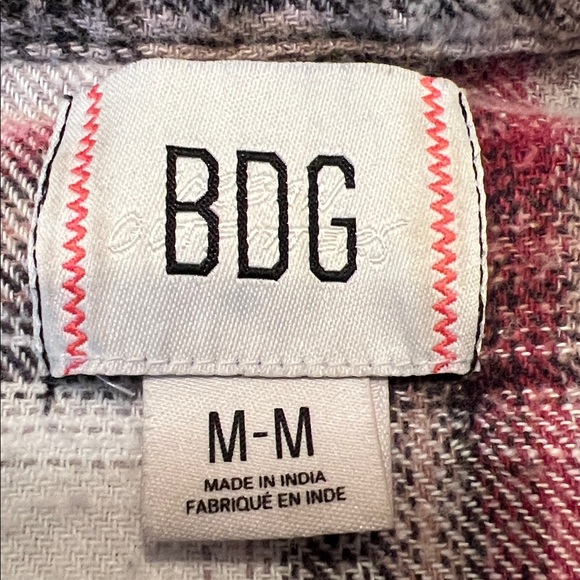 BDG
M-M
MADE IN INDIA
FABRIQUÉ EN INDE